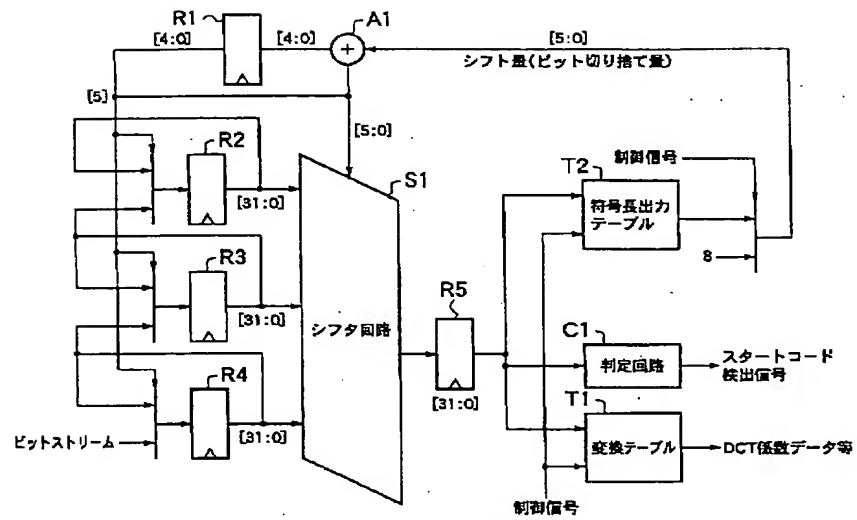 R1
A1
[4:0]
[4:0]
[5:0]
シフト量(ビット切り捨て量)
[5]
[5:0]
R2
[31:0]
S1
T2
制御信号
符号長出力
テーブル
8
R3
[31:0]
シフタ回路
R5
[31:0]
C1
判定回路
スタートコード
検出信号
R4
[31:0]
ビットストリーム
T1
変換テーブル
DCT係数データ等
制御信号